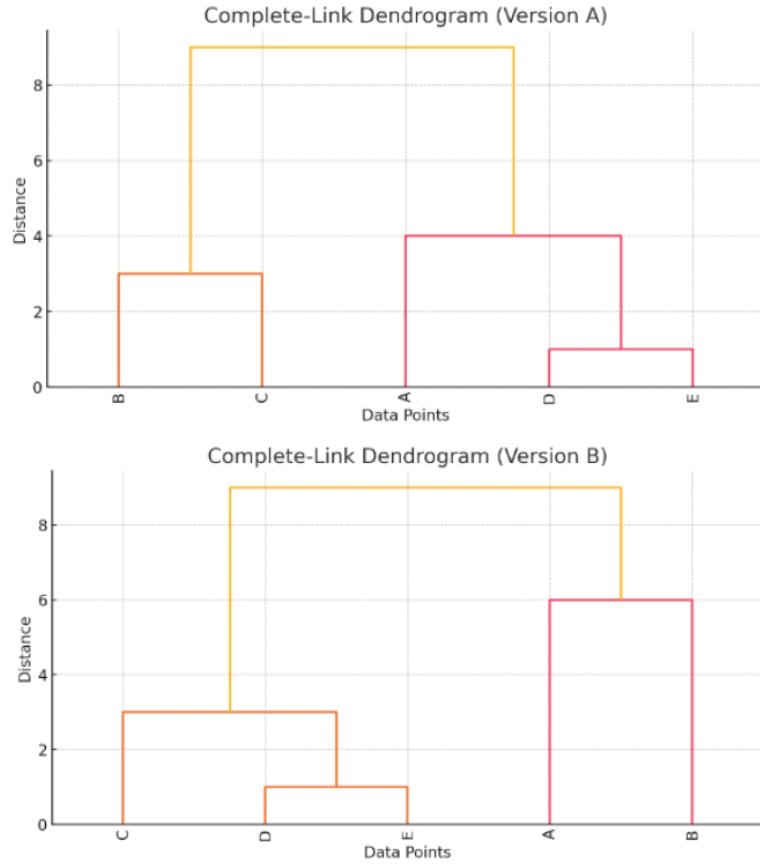 Complete-Link Dendrogram (Version A)
8
6
4
2
0
Distance
B C A D E
Data Points
Complete-Link Dendrogram (Version B)
8
6
4
2
0
Distance
C D E A B
Data Points